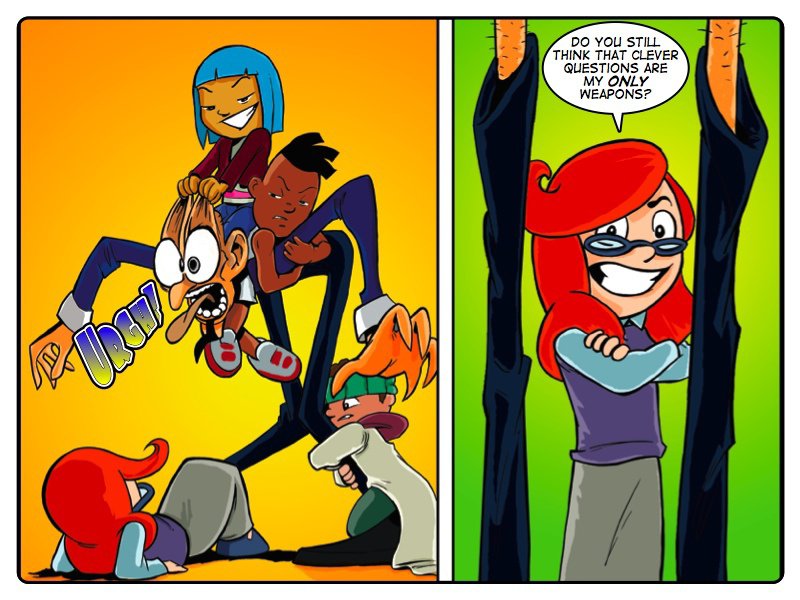 URGH!
DO YOU STILL
THINK THAT CLEVER
QUESTIONS ARE
MY ONLY
WEAPONS?